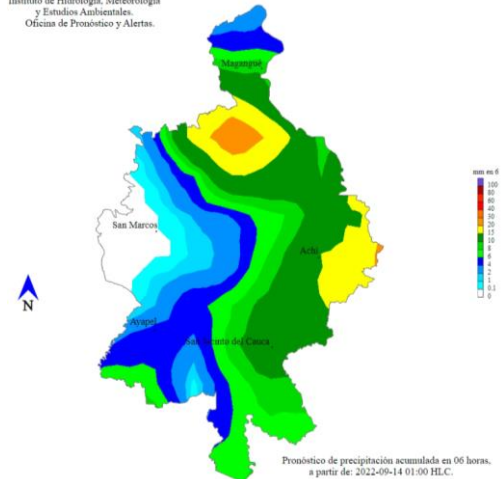 Instituto de Hidrología, Meteorología
y Estudios Ambientales.
Oficina de Pronóstico y Alertas.
Magangué
San Marcos
Achí
Ayapel
San Jacinto del Cauca
N
mm en 6
100
80
60
40
30
20
15
10
8
6
4
2
1
0.1
0
Pronóstico de precipitación acumulada en 06 horas,
a partir de: 2022-09-14 01:00 HLC.